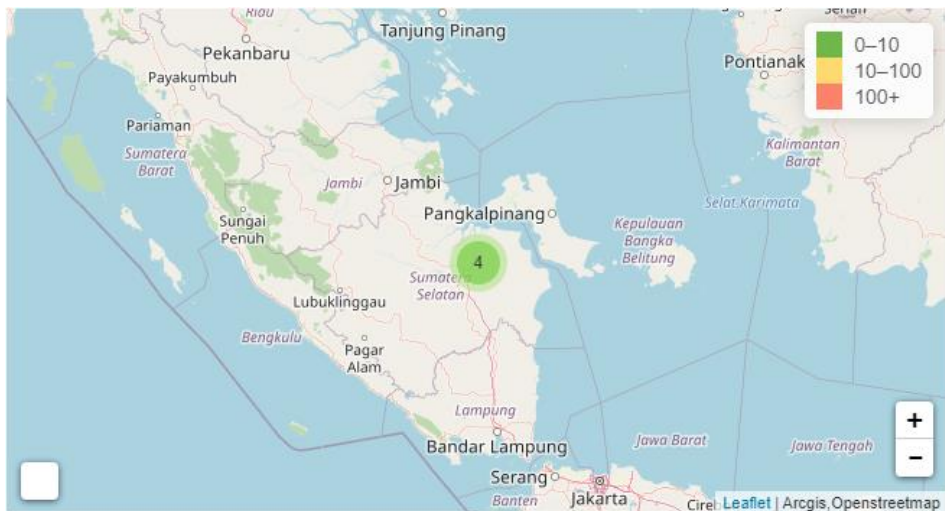 Riau
Pekanbaru
Tanjung Pinang
Payakumbuh
Pontianak
0–10
10–100
100+
Pariaman
Sumatera
Barat
Kalimantan
Barat
Jambi
Jambi
Selat Karimata
Sungai
Penuh
Pangkalpinang
Kepulauan
Bangka
Belitung
4
Sumatera
Selatan
Lubuklinggau
Bengkulu
Pagar
Alam
Lampung
Bandar Lampung
Jawa Barat
Jawa Tengah
+
−
Serang
Jakarta
Banten
Cireb
Leaflet | Arcgis,Openstreetmap